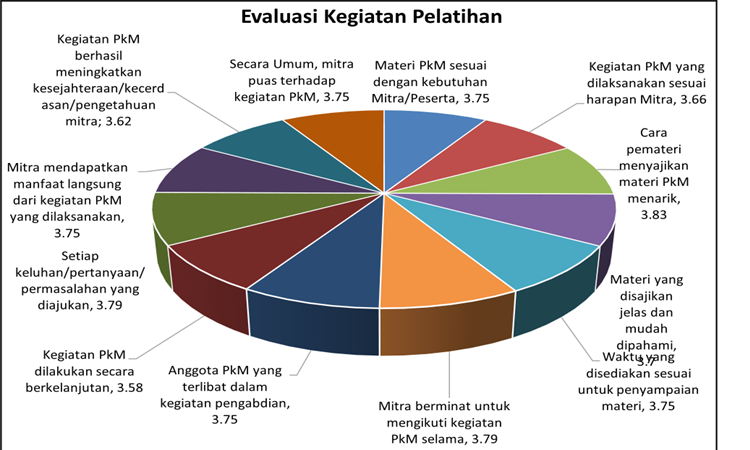 Evaluasi Kegiatan Pelatihan
Kegiatan PkM
berhasil
meningkatkan
kesejahteraan/kecerd
asan/pengetahuan
mitra; 3.62
Secara Umum, mitra
puas terhadap
kegiatan PkM, 3.75
Materi PkM sesuai
dengan kebutuhan
Mitra/Peserta, 3.75
Kegiatan PkM yang
dilaksanakan sesuai
harapan Mitra, 3.66
Cara
pemateri
menyajikan
materi PkM
menarik,
3.83
Materi yang
disajikan
jelas dan
mudah
dipahami,
3.7
Waktu yang
disediakan sesuai
untuk penyampaian
materi, 3.75
Mitra berminat untuk
mengikuti kegiatan
PkM selama, 3.79
Anggota PkM yang
terlibat dalam
kegiatan pengabdian,
3.75
Kegiatan PkM
dilakukan secara
berkelanjutan, 3.58
Setiap
keluhan/pertanyaan/
permasalahan yang
diajukan, 3.79
Mitra mendapatkan
manfaat langsung
dari kegiatan PkM
yang dilaksanakan,
3.75